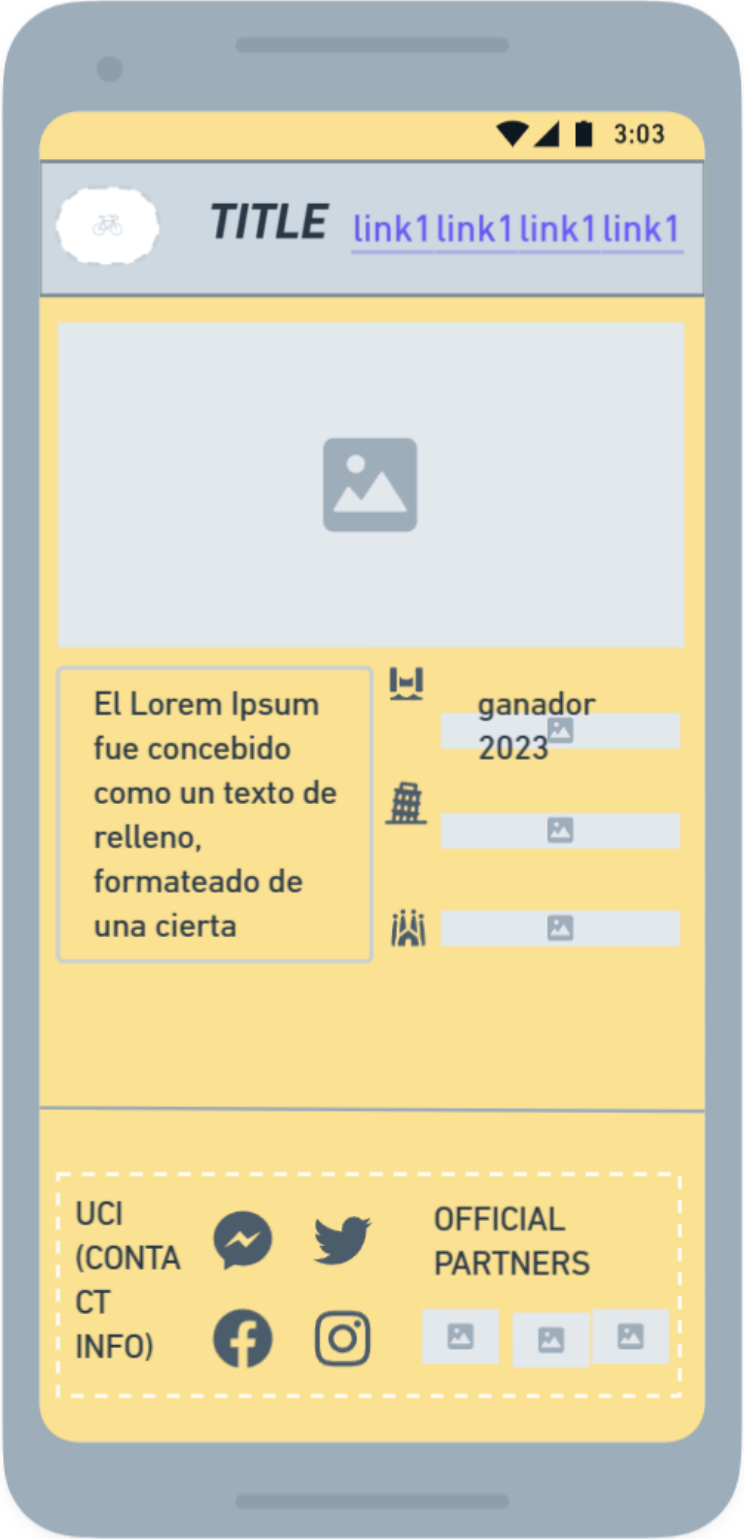 3:03
TITLE link1 link1 link1 link1
El Lorem Ipsum
fue concebido
como un texto de
relleno,
formateado de
una cierta
ganador
2023
UCI
(CONTA
CT
INFO)
OFFICIAL
PARTNERS